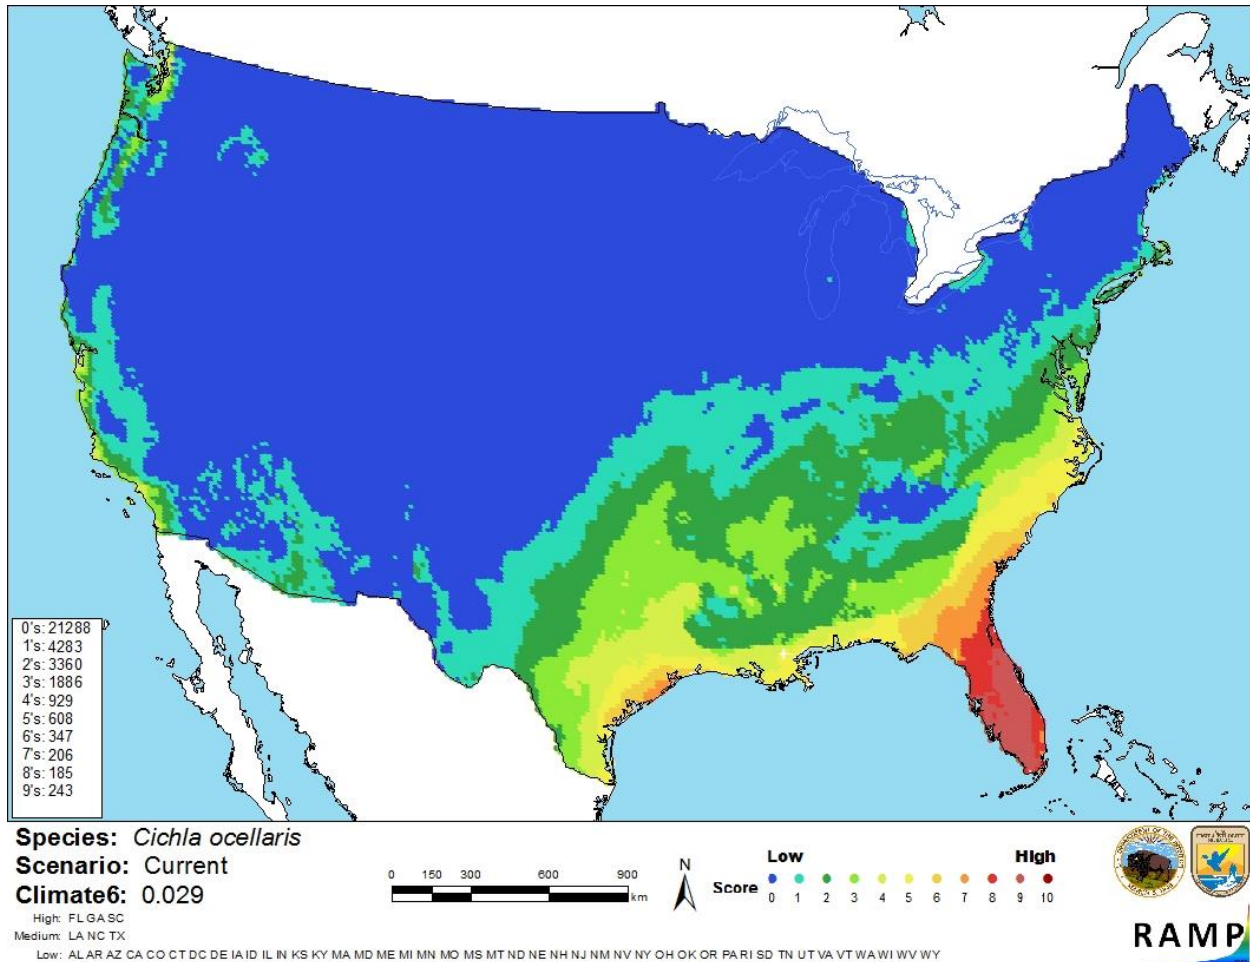 0's: 21288
1's: 4283
2's: 3360
3's: 1886
4's: 929
5's: 608
6's: 347
7's: 206
8's: 185
9's: 243
Species: Cichla ocellaris
Scenario: Current
Climate6: 0.029
High: FL GA SC
Medium: LA NC TX
Low: AL AR AZ CA CO CT DC DE IA ID IL IN KS KY MA MD ME MI MN MO MS MT ND NE NH NJ NM NV NY OH OK OR PA RI SD TN UT VA VT WA WI WV WY
0 150 300 600 900
km
N
Low High
Score
0 1 2 3 4 5 6 7 8 9 10
RAMP